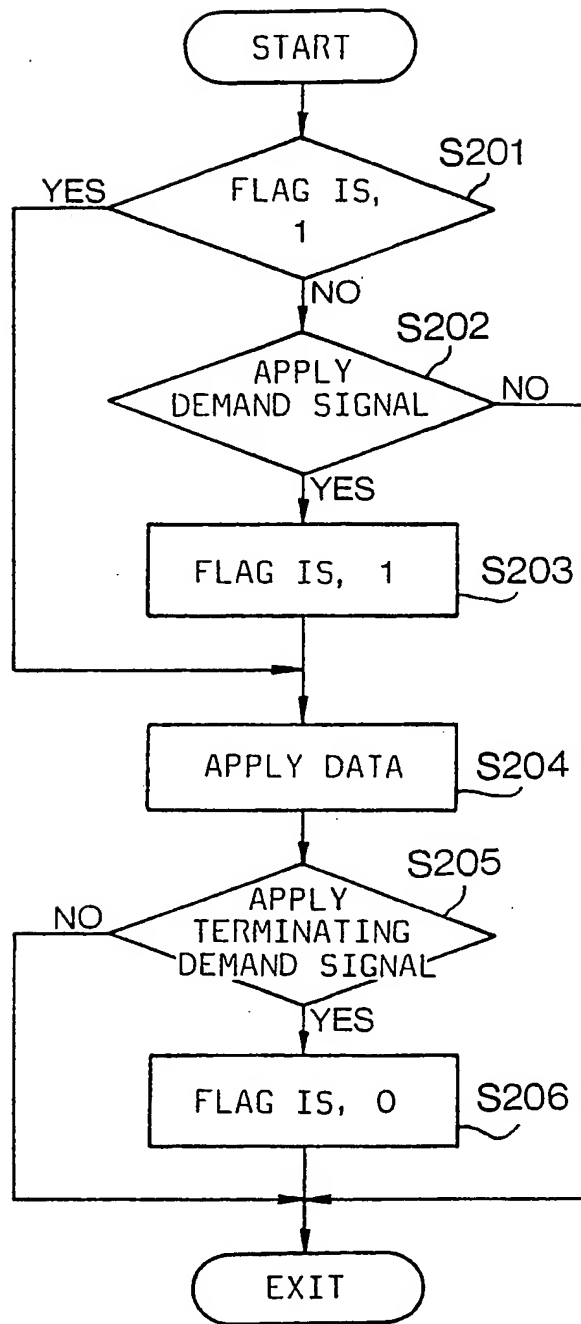 START
S201
YES
FLAG IS,
1
NO
S202
APPLY
DEMAND SIGNAL
NO
YES
FLAG IS, 1
S203
APPLY DATA
S204
S205
NO
APPLY
TERMINATING
DEMAND SIGNAL
YES
FLAG IS, 0
S206
EXIT